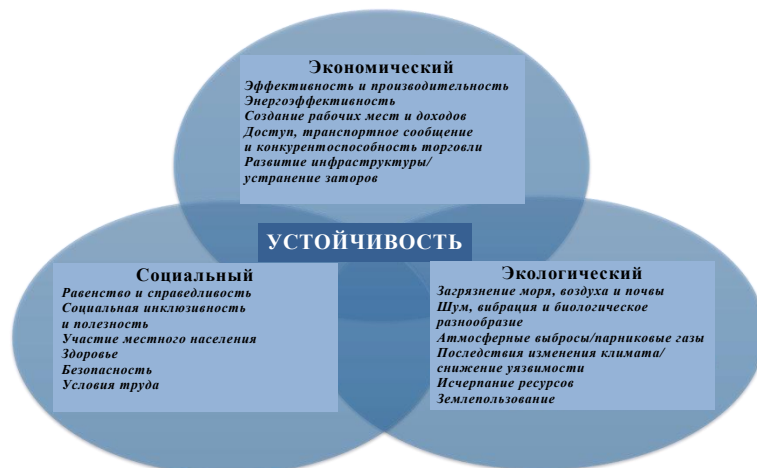 Экономический
Эффективность и производительность
Энергоэффективность
Создание рабочих мест и доходов
Доступ, транспортное сообщение
и конкурентоспособность торговли
Развитие инфраструктуры/
устранение заторов
УСТОЙЧИВОСТЬ
Социальный
Равенство и справедливость
Социальная инклюзивность
и полезность
Участие местного населения
Здоровье
Безопасность
Условия труда
Экологический
Загрязнение моря, воздуха и почвы
Шум, вибрация и биологическое
разнообразие
Атмосферные выбросы/парниковые газы
Последствия изменения климата/
снижение уязвимости
Исчерпание ресурсов
Землепользование